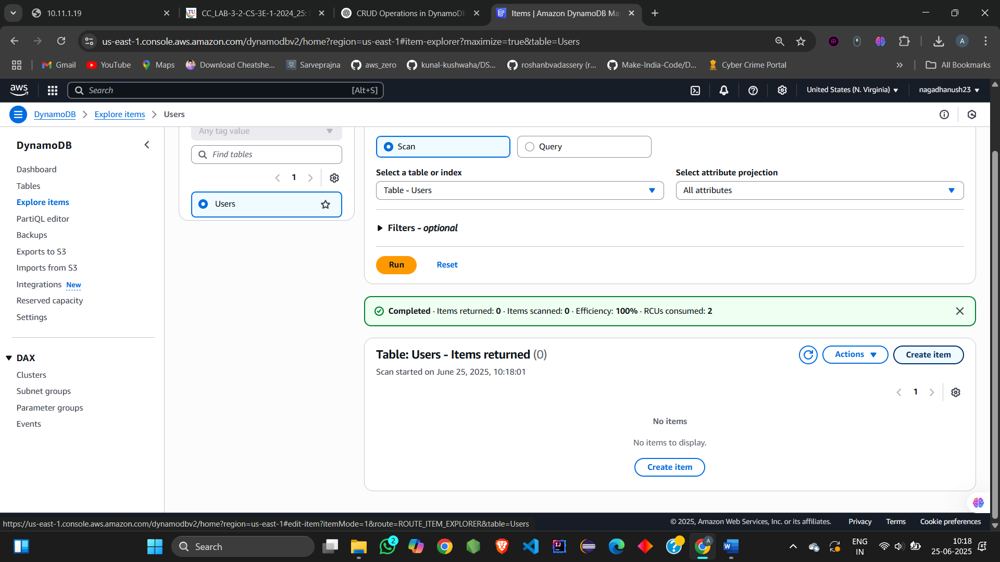 10.11.1.19
CC_LAB-3-2-CS-3E-1-2024_25:
CRUD Operations in DynamoDB
Items | Amazon DynamoDB Ma
us-east-1.console.aws.amazon.com/dynamodbv2/home?region=us-east-1#item-explorer?maximize=true&table=Users
A
Gmail
YouTube
Maps
Download Cheatshe...
Sarveprajna
aws_zero
kunal-kushwaha/DS...
roshanbvadassery (r...
Make-India-Code/D...
Cyber Crime Portal
All Bookmarks
aws
Search
[Alt+S]
United States (N. Virginia)
nagadhanush23
DynamoDB
Explore items
Users
DynamoDB
Dashboard
Tables
Explore items
PartiQL editor
Backups
Exports to S3
Imports from S3
Integrations New
Reserved capacity
Settings
DAX
Clusters
Subnet groups
Parameter groups
Events
Any tag value
Find tables
1
Users
Scan
Query
Select a table or index
Table - Users
Select attribute projection
All attributes
Filters - optional
Run
Reset
Completed · Items returned: 0 · Items scanned: 0 · Efficiency: 100% · RCUs consumed: 2
Table: Users - Items returned (0)
Scan started on June 25, 2025, 10:18:01
Actions
Create item
1
No items
No items to display.
Create item
https://us-east-1.console.aws.amazon.com/dynamodbv2/home?region=us-east-1#edit-item?itemMode=1&route=ROUTE_ITEM_EXPLORER&table=Users
© 2025, Amazon Web Services, Inc. or its affiliates.
Privacy
Terms
Cookie preferences
Search
2
A
ENG
IN
10:18
25-06-2025